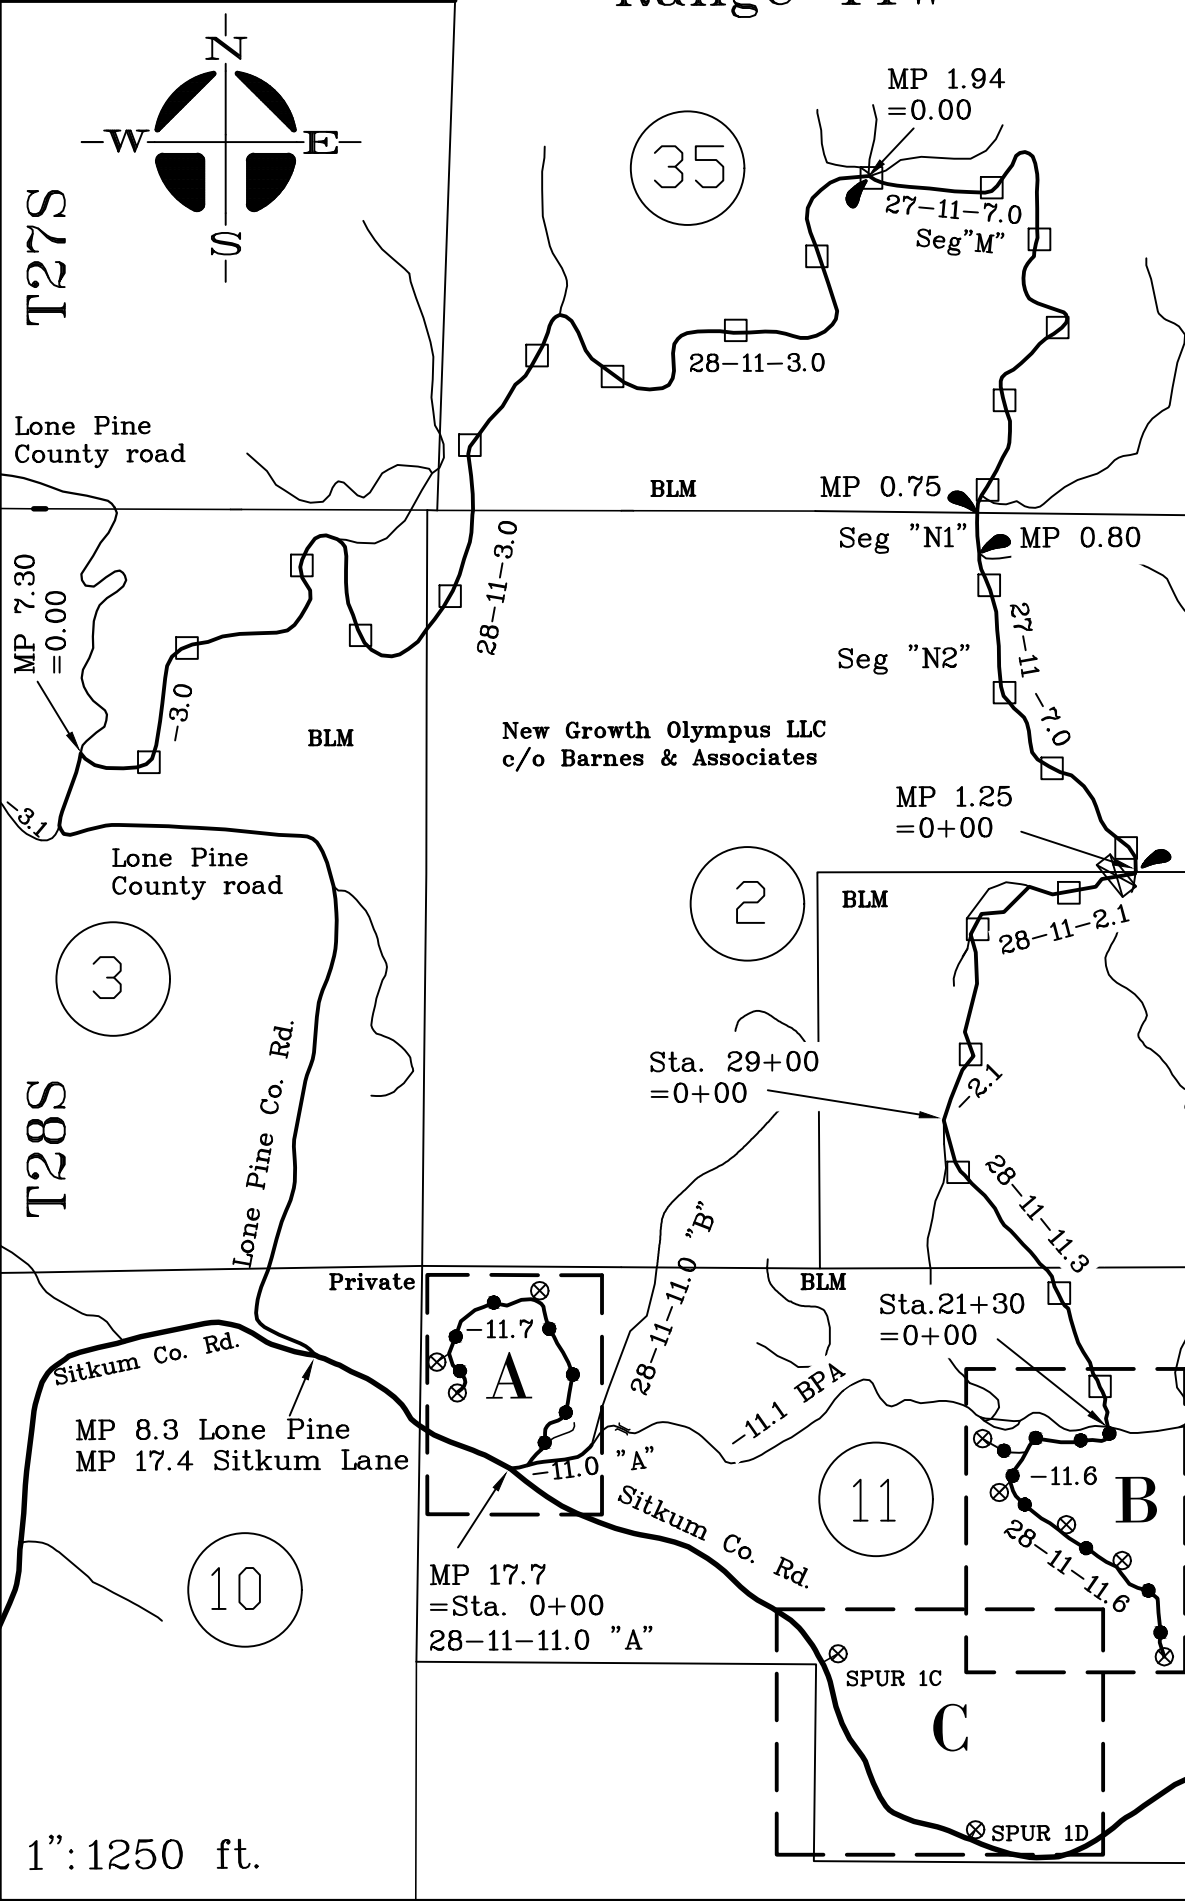 N
W E
S
T27S
MP 1.94
=0.00
35
27-11-7.0
Seg"M"
28-11-3.0
Lone Pine
County road
BLM
MP 0.75
Seg "N1"
MP 0.80
MP 7.30
=0.00
28-11-3.0
-3.0
27-11
-7.0
Seg "N2"
BLM
New Growth Olympus LLC
c/o Barnes & Associates
MP 1.25
=0+00
-3.1
Lone Pine
County road
2
BLM
28-11-2.1
3
Lone Pine Co. Rd.
Sta. 29+00
=0+00
-2.1
T28S
28-11-11.3
28-11-11.0 "B"
Private
BLM
Sta.21+30
=0+00
-11.7
A
Sitkum Co. Rd.
-11.1 BPA
MP 8.3 Lone Pine
MP 17.4 Sitkum Lane
-11.0 "A"
Sitkum Co. Rd.
11
-11.6
B
28-11-11.6
10
MP 17.7
=Sta. 0+00
28-11-11.0 "A"
SPUR 1C
C
SPUR 1D
1":1250 ft.